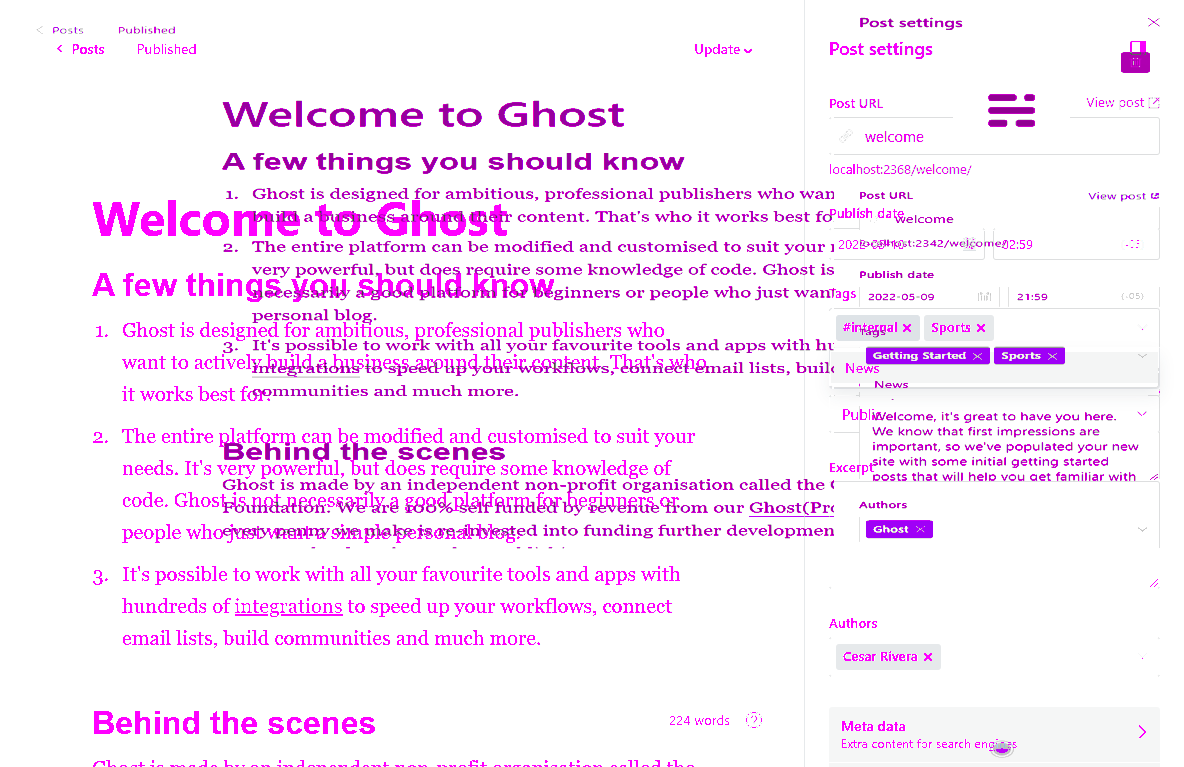 Posts Published
Posts Published Update
Welcome to Ghost
A few things you should know
1. Ghost is designed for ambitious, professional publishers who wan
build a business around their content. That's who it works best fo
2. The entire platform can be modified and customised to suit your
very powerful, but does require some knowledge of code. Ghost is
necessarily a good platform for beginners or people who just wan
personal blog.
3. It's possible to work with all your favourite tools and apps with hu
integrations to speed up your workflows, connect email lists, build
communities and much more.
Behind the scenes
Ghost is made by an independent non-profit organisation called the
Foundation. We are 100% self funded by revenue from our Ghost(Pro
every penny we make is re-invested into funding further developmen
Welcome to Ghost
A few things you should know
1. Ghost is designed for ambitious, professional publishers who
want to actively build a business around their content. That's who
it works best for.
2. The entire platform can be modified and customised to suit your
needs. It's very powerful, but does require some knowledge of
code. Ghost is not necessarily a good platform for beginners or
people who just want a simple personal blog.
3. It's possible to work with all your favourite tools and apps with
hundreds of integrations to speed up your workflows, connect
email lists, build communities and much more.
Behind the scenes
224 words
Ghost is made by an independent non-profit organisation called the
Post settings
Post settings
Post URL View post
welcome
localhost:2368/welcome/
Post URL View post
Publish date
welcome
localhost:2342/welcome/
02:59
Publish date
Tags
2022-05-09 21:59 (-05)
#internal Sports
Tags
Getting Started Sports
News
News
Public
Welcome, it's great to have you here.
We know that first impressions are
important, so we've populated your new
site with some initial getting started
posts that will help you get familiar with
Excerpt
Authors
Ghost
Authors
Cesar Rivera
Meta data
Extra content for search engines